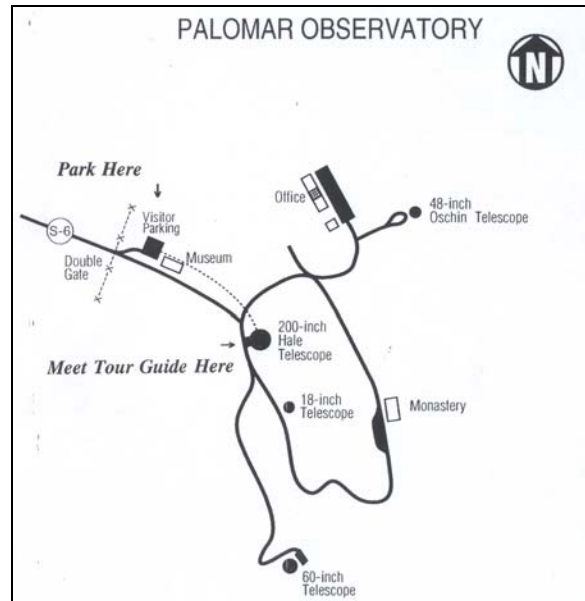 PALOMAR OBSERVATORY
N
Park Here
Office
48-inch
Oschin Telescope
S-6
Visitor
Parking
Double
Gate
Museum
200-inch
Hale
Telescope
Meet Tour Guide Here
18-inch
Telescope
Monastery
60-inch
Telescope